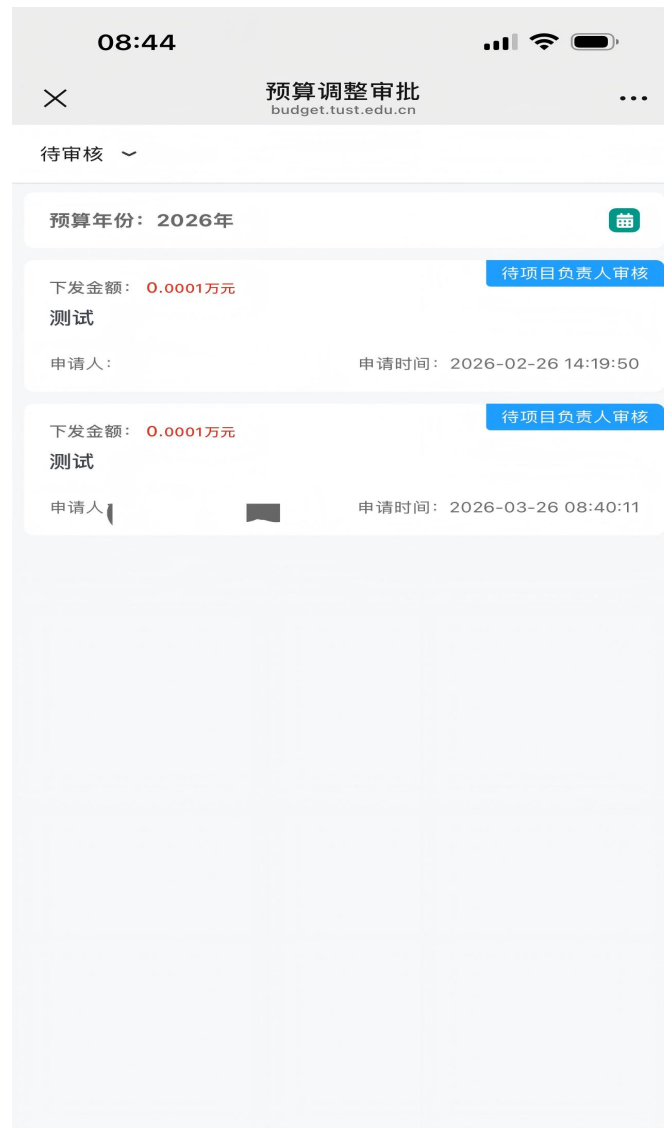 08:44
预算调整审批
budget.tust.edu.cn
待审核
预算年份：2026年
待项目负责人审核
下发金额：0.0001万元
测试
申请人：
申请时间：2026-02-26 14:19:50
待项目负责人审核
下发金额：0.0001万元
测试
申请人
申请时间：2026-03-26 08:40:11